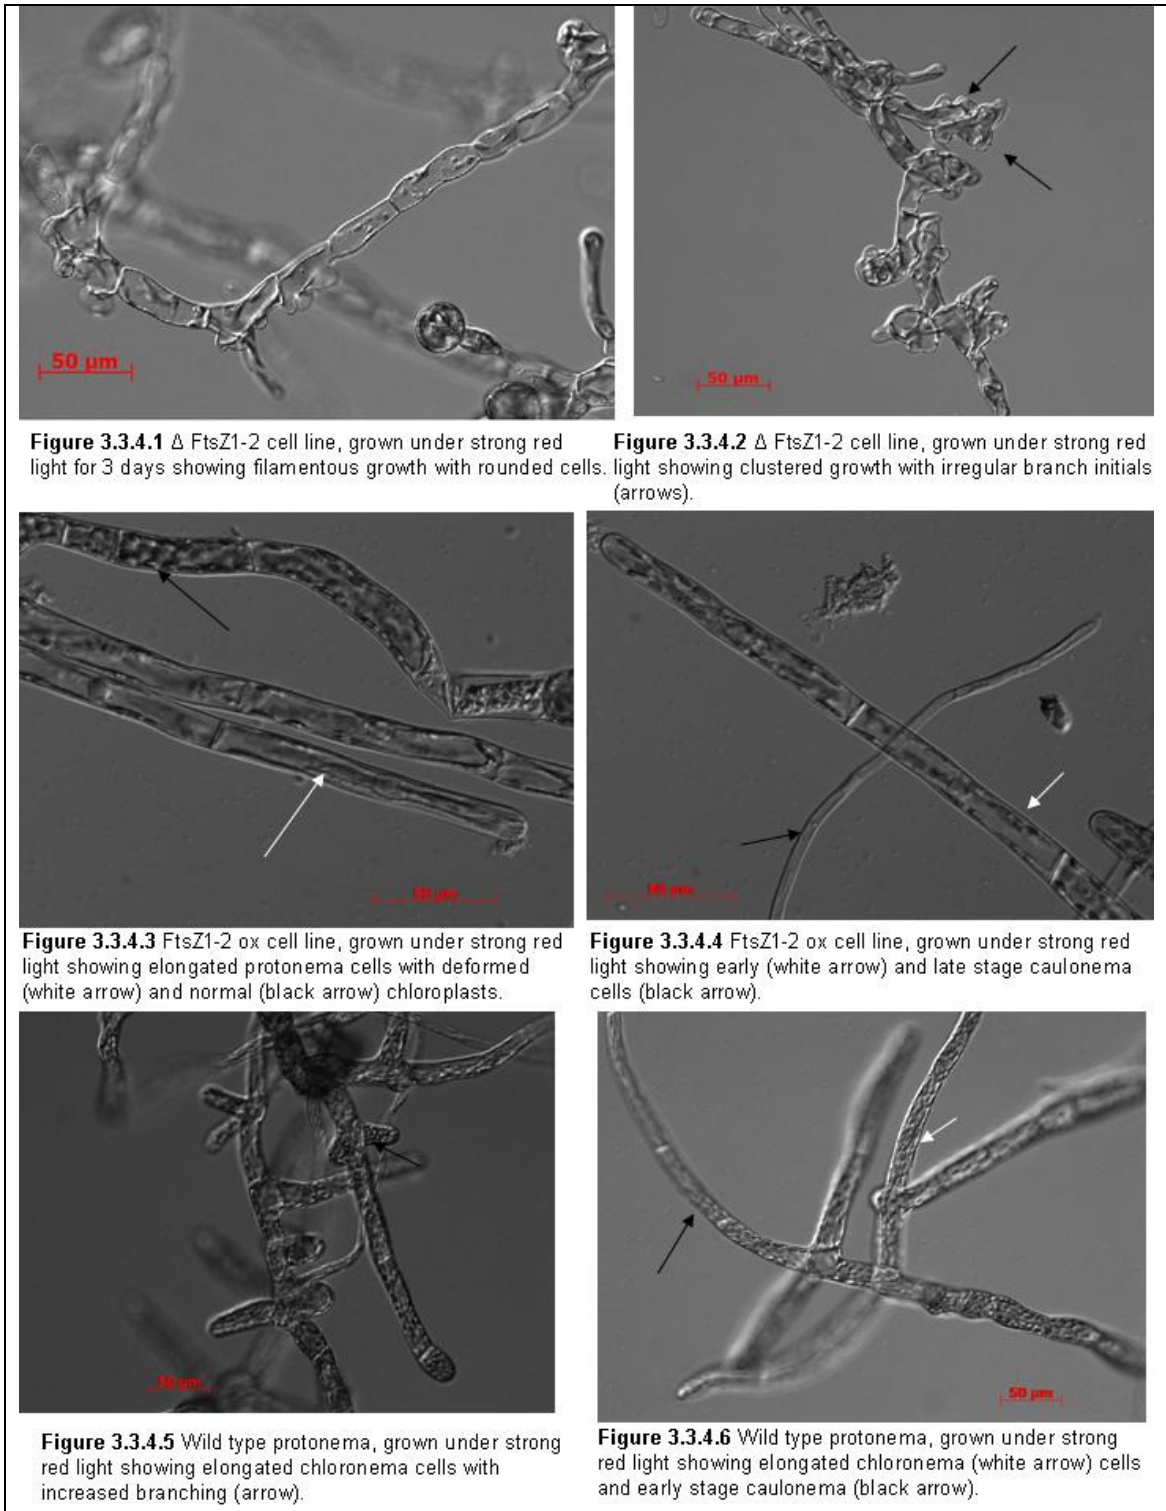 50 µm
50 µm
Figure 3.3.4.1 Δ FtsZ1-2 cell line, grown under strong red
light for 3 days showing filamentous growth with rounded cells.
Figure 3.3.4.2 Δ FtsZ1-2 cell line, grown under strong red
light showing clustered growth with irregular branch initials
(arrows).
50 µm
50 µm
Figure 3.3.4.3 FtsZ1-2 ox cell line, grown under strong red
light showing elongated protonema cells with deformed
(white arrow) and normal (black arrow) chloroplasts.
Figure 3.3.4.4 FtsZ1-2 ox cell line, grown under strong red
light showing early (white arrow) and late stage caulonema
cells (black arrow).
50 µm
50 µm
Figure 3.3.4.5 Wild type protonema, grown under strong
red light showing elongated chloronema cells with
increased branching (arrow).
Figure 3.3.4.6 Wild type protonema, grown under strong
red light showing elongated chloronema (white arrow) cells
and early stage caulonema (black arrow).